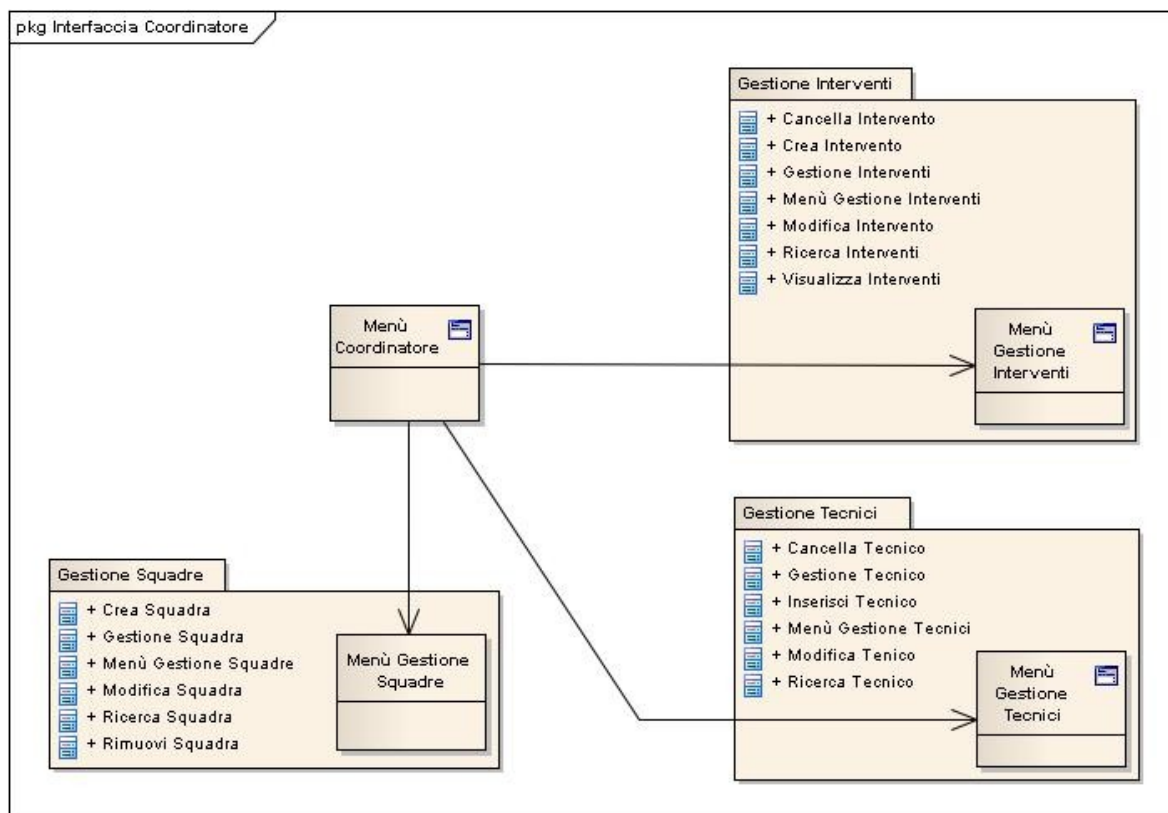 pkg Interfaccia Coordinatore
Gestione Interventi
+ Cancella Intervento
+ Crea Intervento
+ Gestione Interventi
+ Menù Gestione Interventi
+ Modifica Intervento
+ Ricerca Interventi
+ Visualizza Interventi
Menù
Gestione
Interventi
Menù
Coordinatore
Gestione Tecnici
+ Cancella Tecnico
+ Gestione Tecnico
+ Inserisci Tecnico
+ Menù Gestione Tecnici
+ Modifica Tenico
+ Ricerca Tecnico
Menù
Gestione
Tecnici
Gestione Squadre
+ Crea Squadra
+ Gestione Squadra
+ Menù Gestione Squadre
+ Modifica Squadra
+ Ricerca Squadra
+ Rimuovi Squadra
Menù Gestione
Squadre